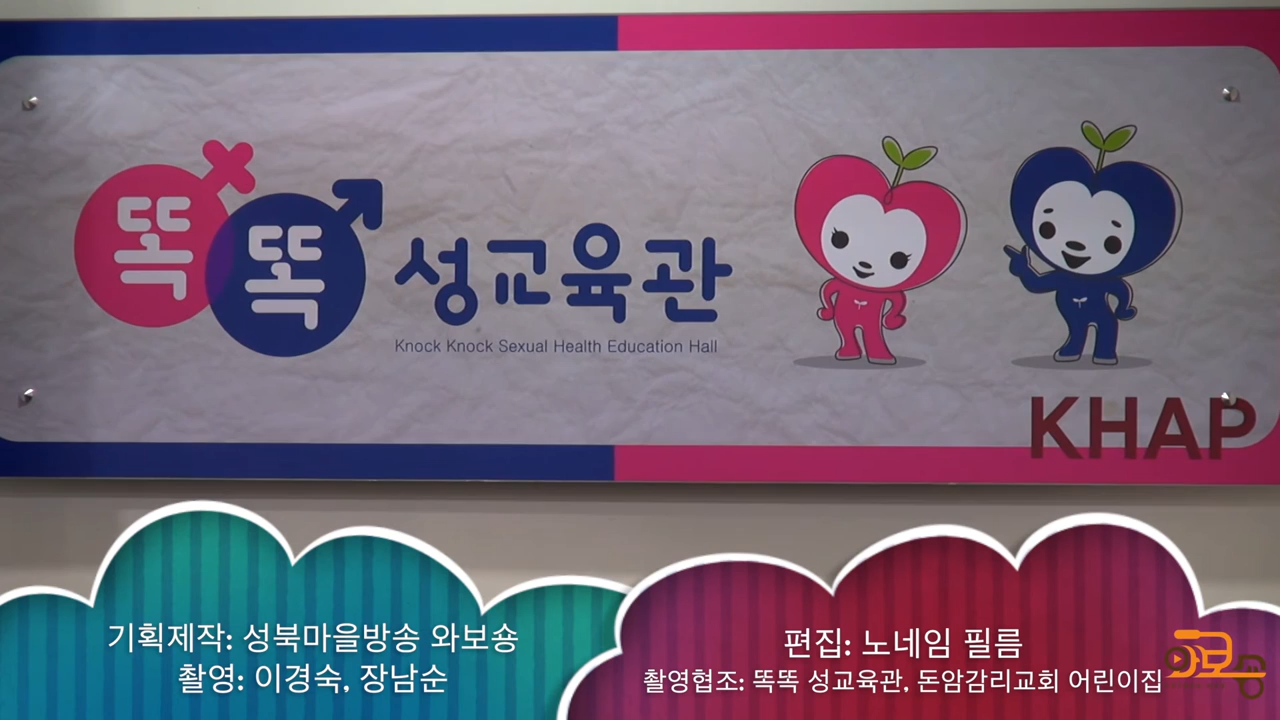 똑
똑
성교육관
Knock Knock Sexual Health Education Hall
KHAP
기획제작: 성북마을방송 와보숑
촬영: 이경숙, 장남순
편집: 노네임 필름
촬영협조: 똑똑 성교육관, 돈암감리교회 어린이집